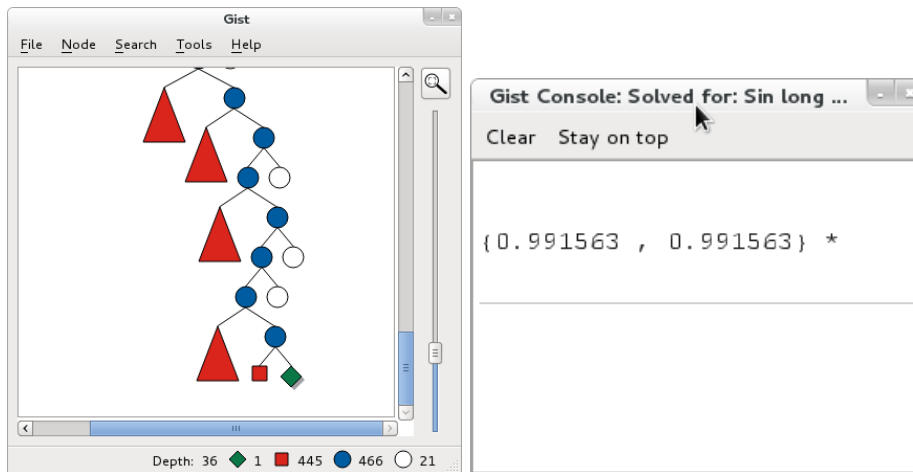 Gist
File Node Search Tools Help
Depth: 36 1 445 466 21
Gist Console: Solved for: Sin long ...
Clear Stay on top
{0.991563 , 0.991563} *